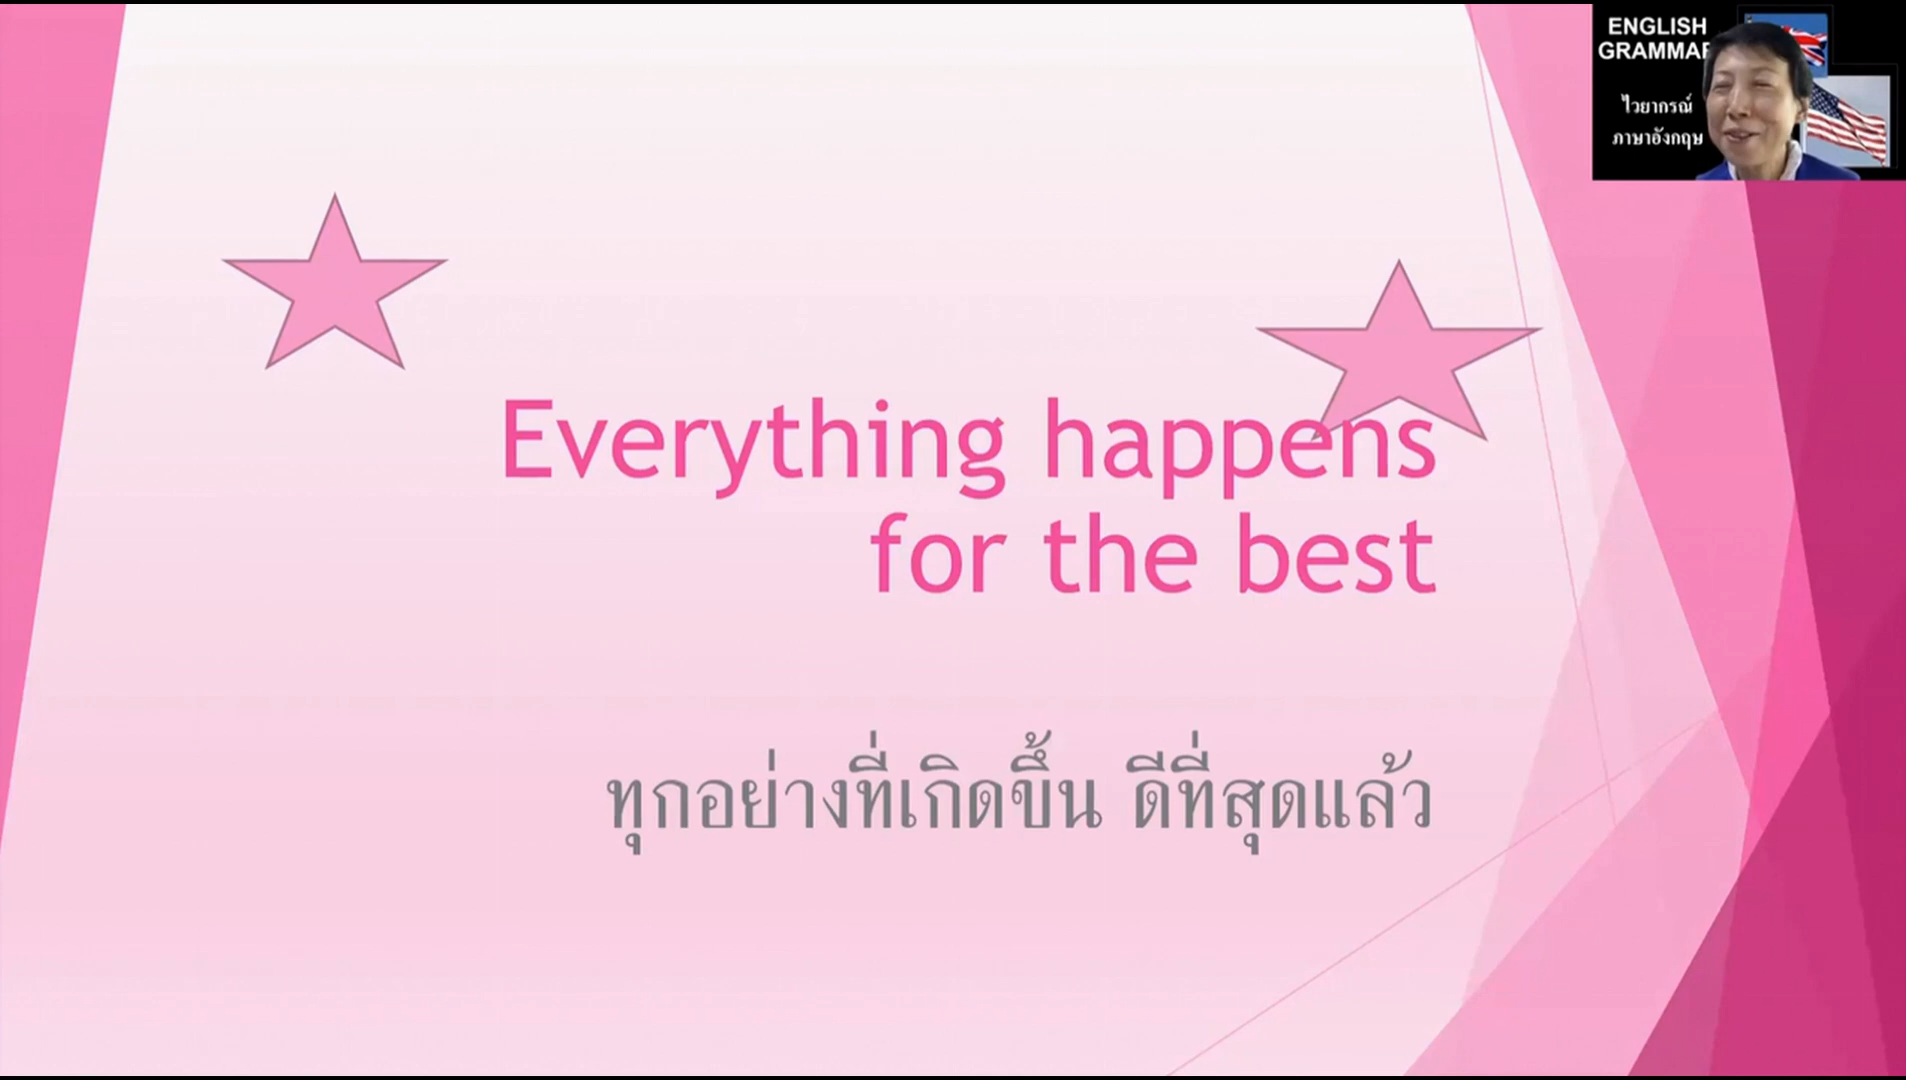 ENGLISH
GRAMMAR
ไวยากรณ์
ภาษาอังกฤษ
Everything happens
for the best
ทุกอย่างที่เกิดขึ้น ดีที่สุดแล้ว